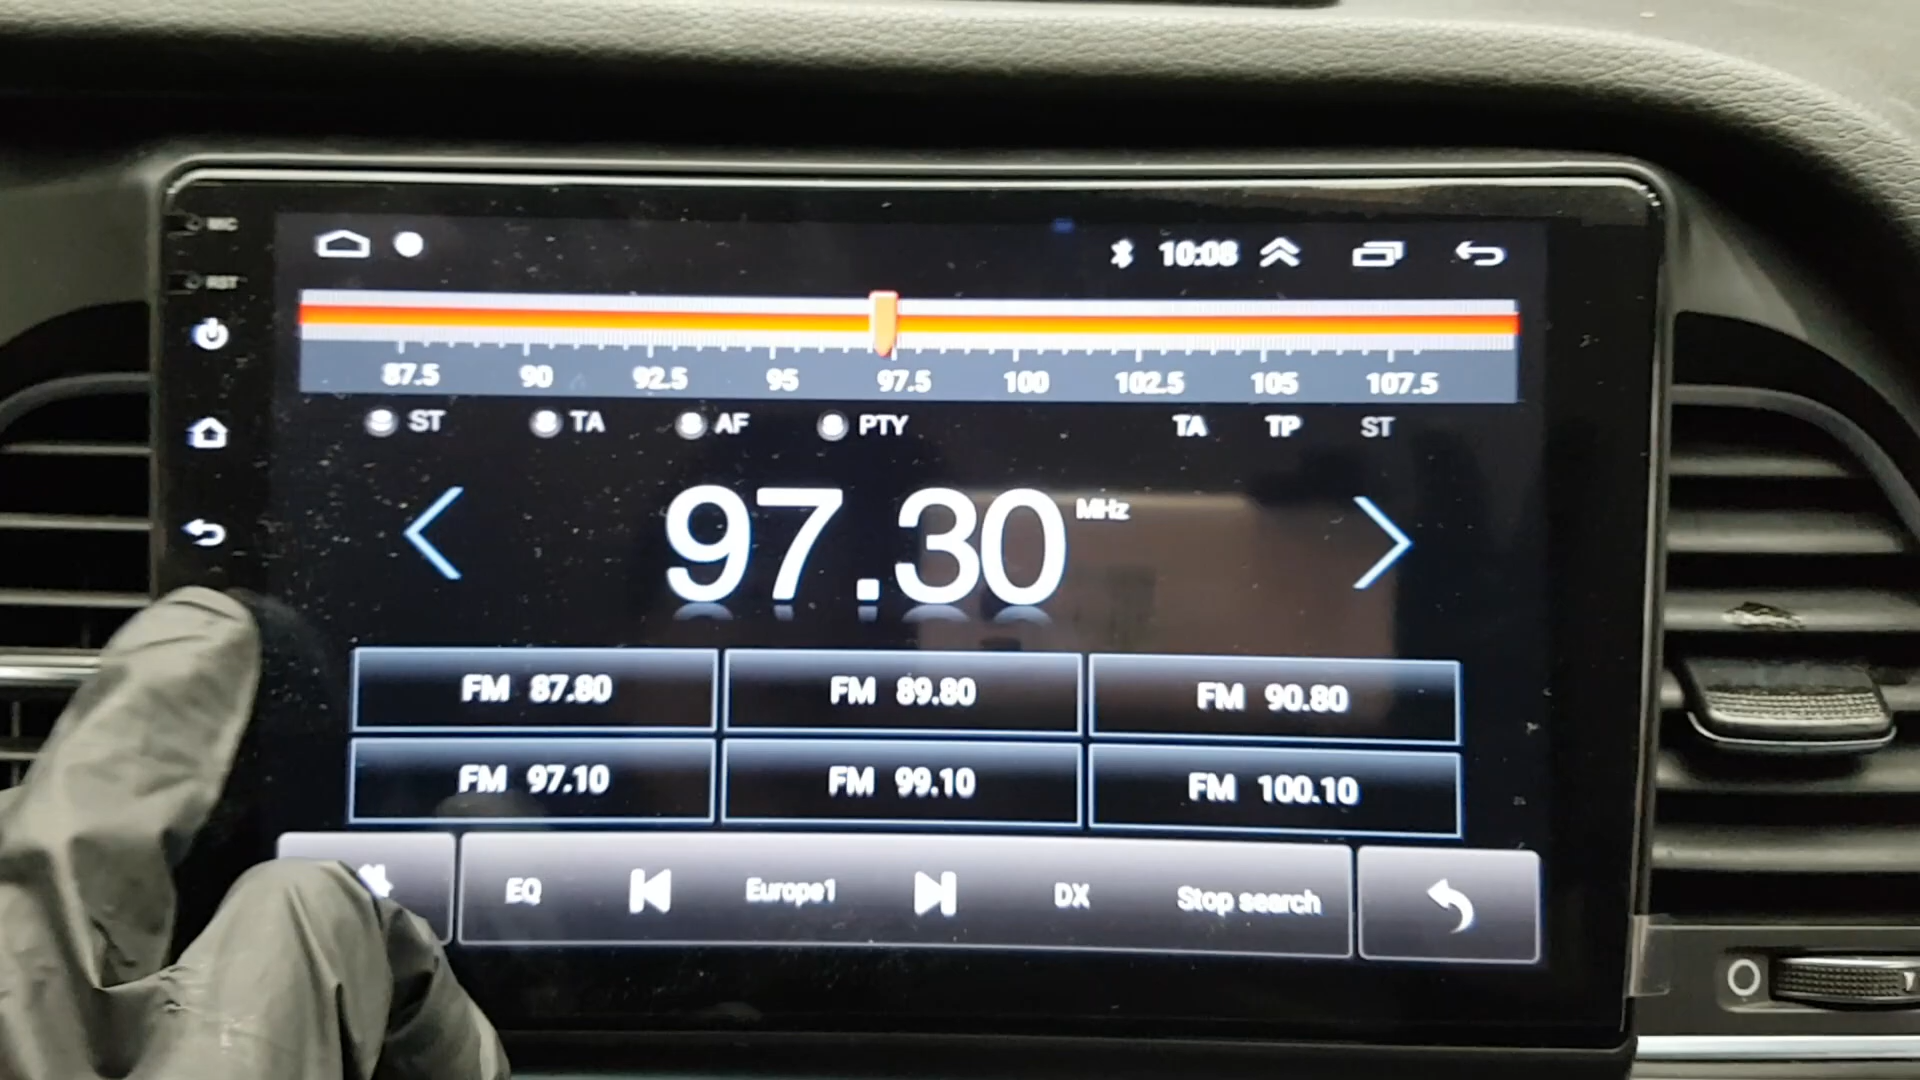 MIC
10:08
RST
87.5 90 92.5 95 97.5 100 102.5 105 107.5
ST TA AF PTY TA TP ST
97.30 MHz
FM 87.80 FM 89.80 FM 90.80
FM 97.10 FM 99.10 FM 100.10
EQ Europe1 DX Stop search